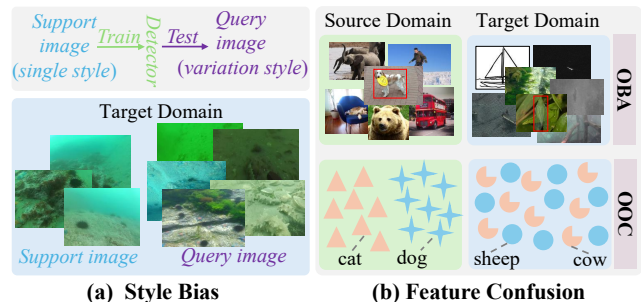 Support image (single style)
Train
Detector
Test
Query image (variation style)
Target Domain
Support image
Query image
(a) Style Bias
Source Domain
Target Domain
OBA
OOC
cat
dog
sheep
cow
(b) Feature Confusion